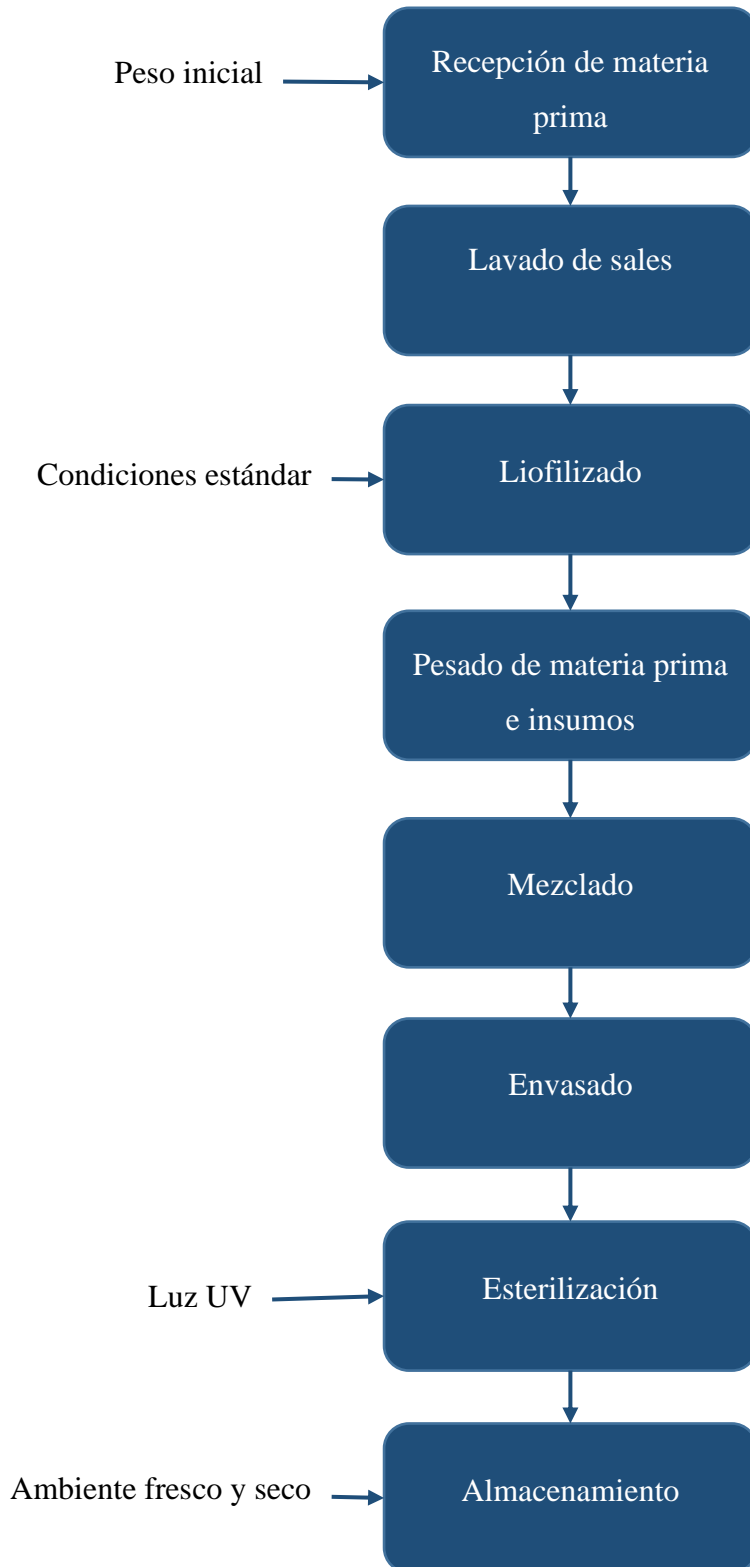 Peso inicial
Recepción de materia
prima
Lavado de sales
Condiciones estándar
Liofilizado
Pesado de materia prima
e insumos
Mezclado
Envasado
Luz UV
Esterilización
Ambiente fresco y seco
Almacenamiento